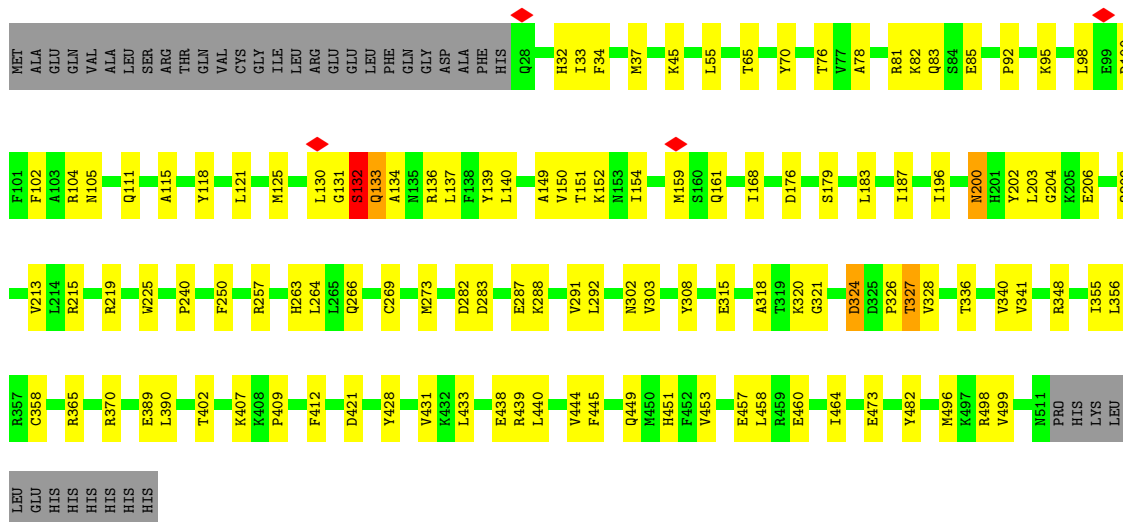 MET ALA GLU GLU GLN VAL ALA LEU SER ARG THR GLN VAL CYS GLY ILE LEU ARG GLU GLU LEU PHE GLN GLY ASP ALA PHE HIS Q28 H32 I33 F34 M37 K45 L55 T65 Y70 T76 V77 A78 R81 K82 Q83 S84 E85 P92 K95 L98 E99
F101 F102 A103 R104 N105 Q111 A115 Y118 L121 M125 L130 G131 S132 Q133 A134 N135 R136 L137 F138 Y139 L140 A149 V150 T151 K152 N153 I154 M159 S160 Q161 I168 D176 S179 L183 I187 I196 N200 H201 Y202 L203 G204 K205 E206
V213 L214 R215 R219 W225 P240 F250 R257 H263 L264 L265 Q266 C269 M273 D282 D283 E287 K288 V291 L292 N302 V303 Y308 E315 A318 T319 K320 G321 D324 D325 P326 T327 V328 T336 V340 V341 R348 I355 L356
R357 C358 R365 R370 E389 L390 T402 K407 K408 P409 F412 D421 Y428 V431 K432 L433 E438 R439 L440 V444 F445 Q449 M450 H451 F452 V453 E457 L458 R459 E460 I464 E473 Y482 M496 K497 R498 V499 N511 PRO HIS LYS LEU
LEU GLU HIS HIS HIS HIS HIS HIS